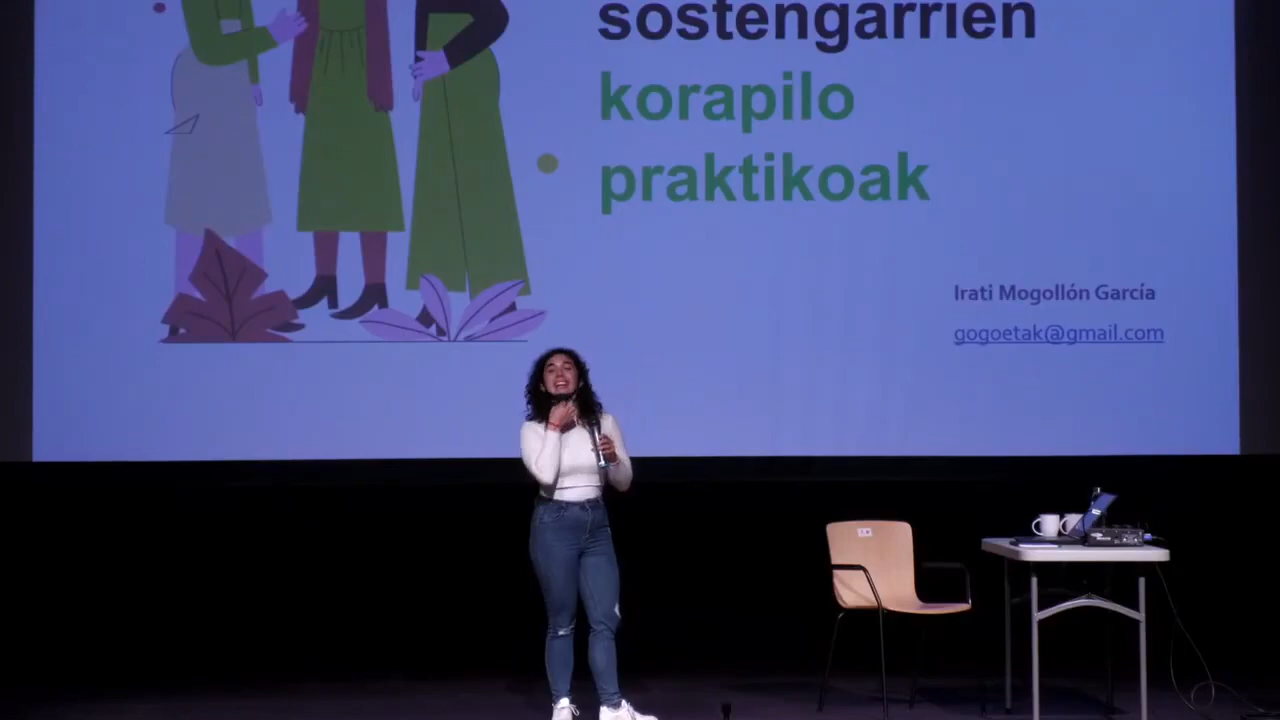 sostengarrien
korapilo
praktikoak
Irati Mogollón García
gogoetak@gmail.com